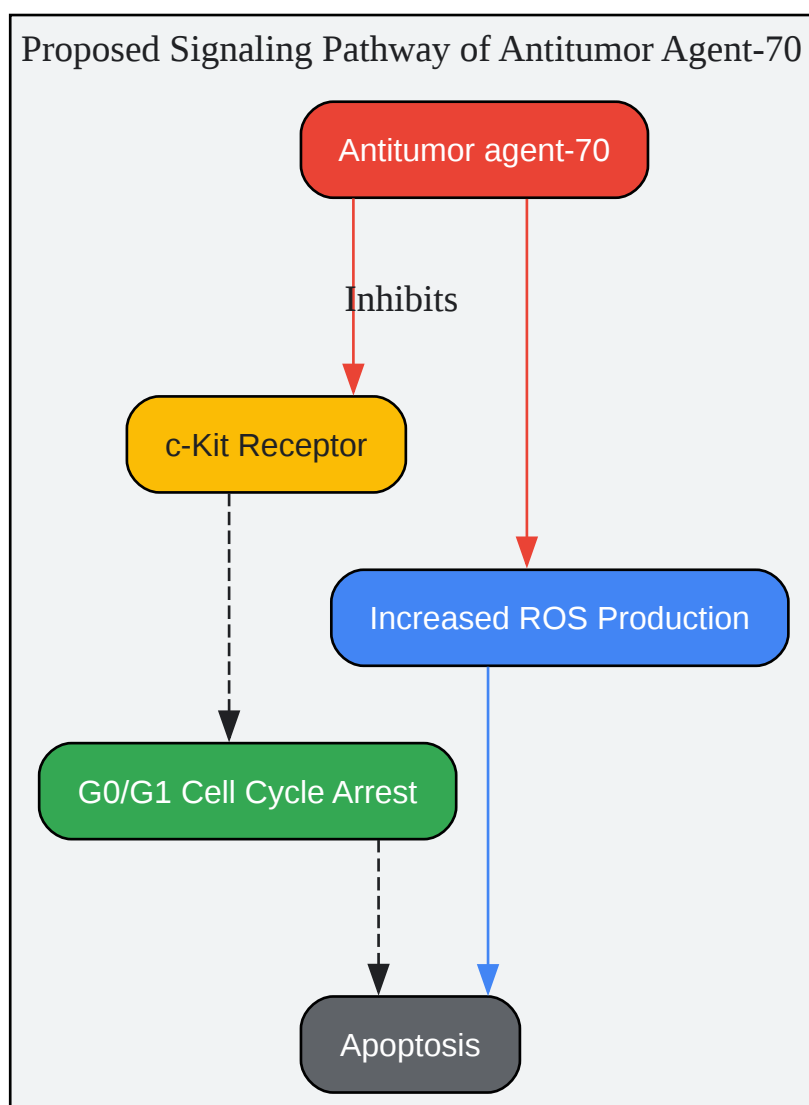 Proposed Signaling Pathway of Antitumor Agent-70
Antitumor agent-70
Inhibits
c-Kit Receptor
Increased ROS Production
G0/G1 Cell Cycle Arrest
Apoptosis